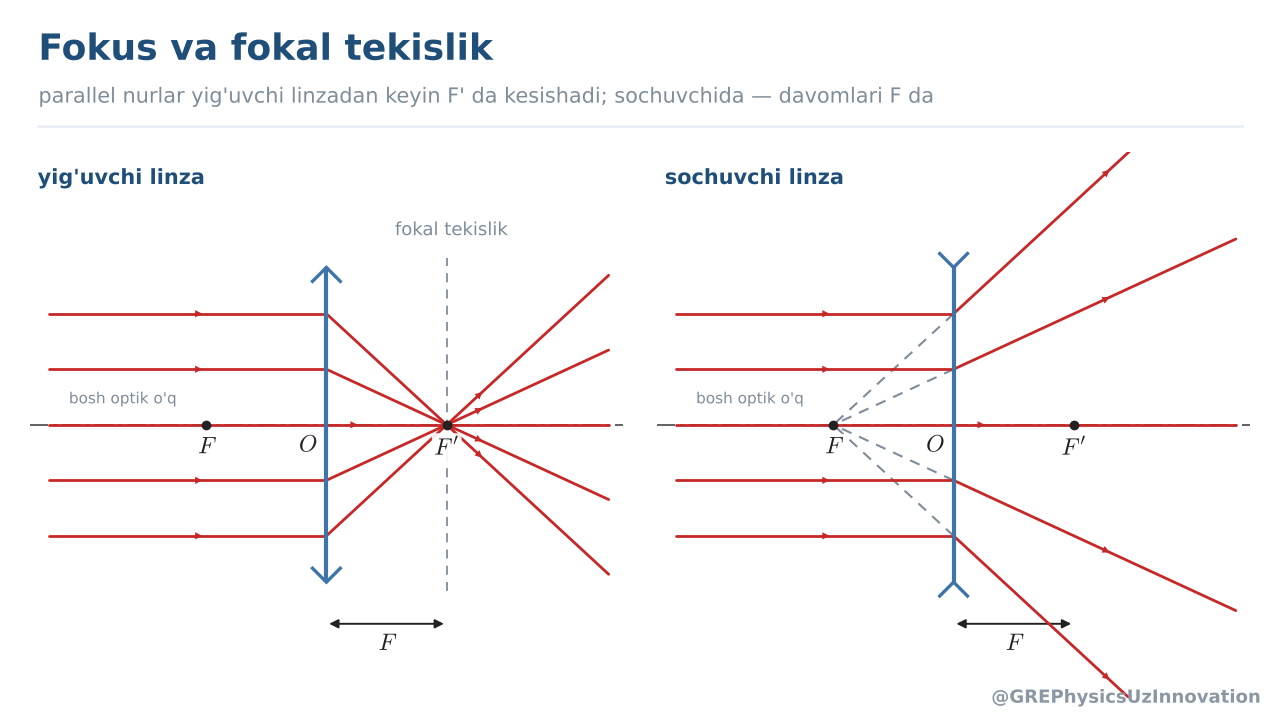 Fokus va fokal tekislik
parallel nurlar yig'uvchi linzadan keyin F' da kesishadi; sochuvchida — davomlari F da
yig'uvchi linza
fokal tekislik
bosh optik o'q
F
O
F'
F
sochuvchi linza
bosh optik o'q
F
O
F'
F
@GREPhysicsUzInnovation